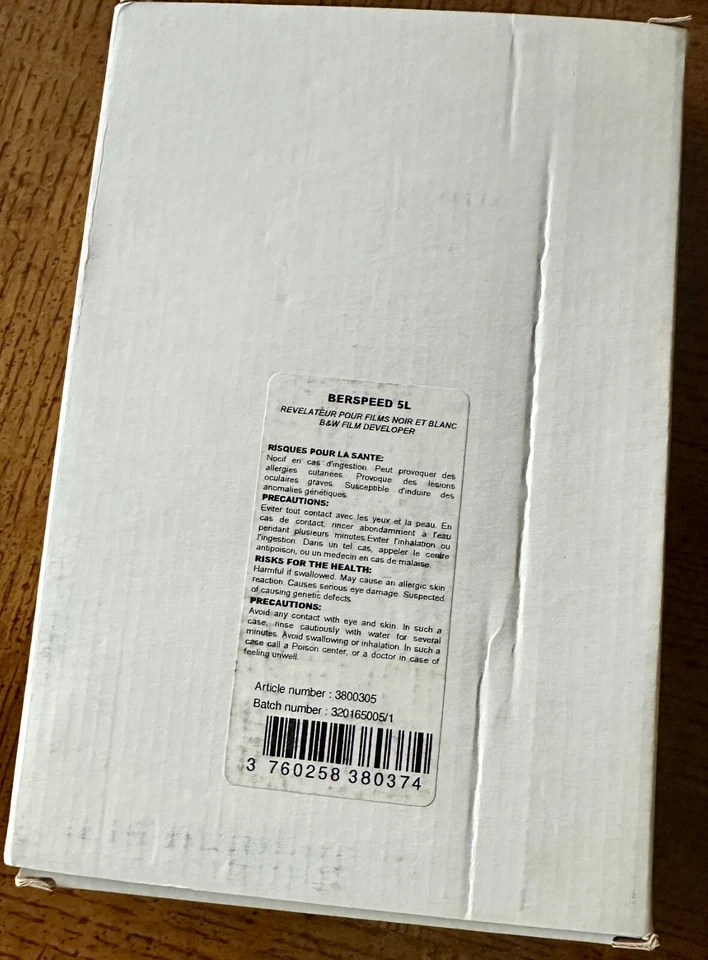 BERSPEED 5L
REVELATEUR POUR FILMS NOIR ET BLANC
B&W FILM DEVELOPER
RISQUES POUR LA SANTE:
Nocif en cas d'ingestion. Peut provoquer des
allergies cutanées. Provoque des lésions
oculaires graves. Susceptible d'induire des
anomalies génétiques.
PRECAUTIONS:
Eviter tout contact avec les yeux et la peau. En
cas de contact, rincer abondamment à l'eau
pendant plusieurs minutes.Eviter l'inhalation ou
l'ingestion. Dans un tel cas, appeler le centre
antipoison, ou un medecin en cas de malaise.
RISKS FOR THE HEALTH:
Harmful if swallowed. May cause an allergic skin
reaction. Causes serious eye damage. Suspected
of causing genetic defects.
PRECAUTIONS:
Avoid any contact with eye and skin. In such a
case, rinse cautiously with water for several
minutes. Avoid swallowing or inhalation. In such a
case call a Poison center, or a doctor in case of
feeling unwell.
Article number : 3800305
Batch number : 320165005/1
3 760258 380374